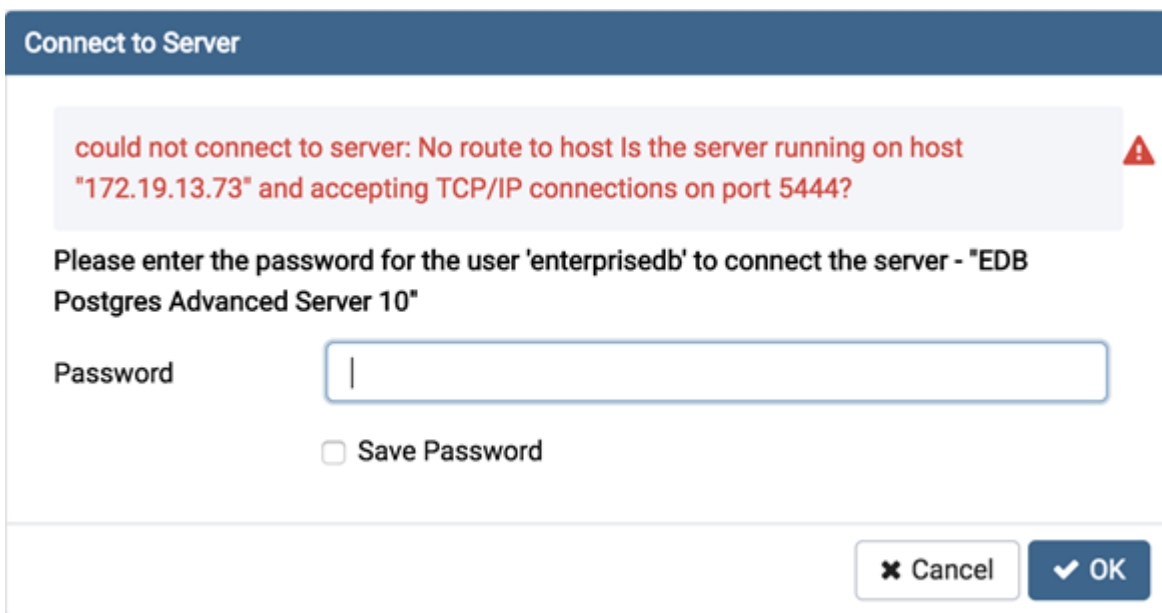 Connect to Server
could not connect to server: No route to host Is the server running on host
"172.19.13.73" and accepting TCP/IP connections on port 5444?
Please enter the password for the user 'enterprisedb' to connect the server - "EDB
Postgres Advanced Server 10"
Password
Save Password
Cancel
OK